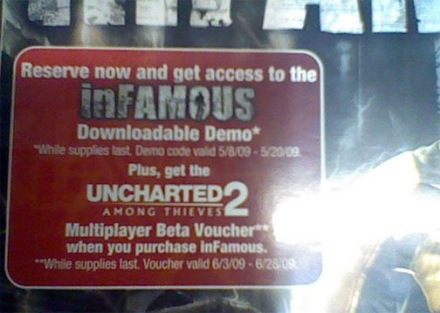 Reserve now and get access to the
inFAMOUS
Downloadable Demo*
*While supplies last. Demo code valid 5/8/09 - 5/20/09.
Plus, get the
UNCHARTED 2
AMONG THIEVES
Multiplayer Beta Voucher**
when you purchase inFamous.
**While supplies last. Voucher valid 6/3/09 - 6/28/09.